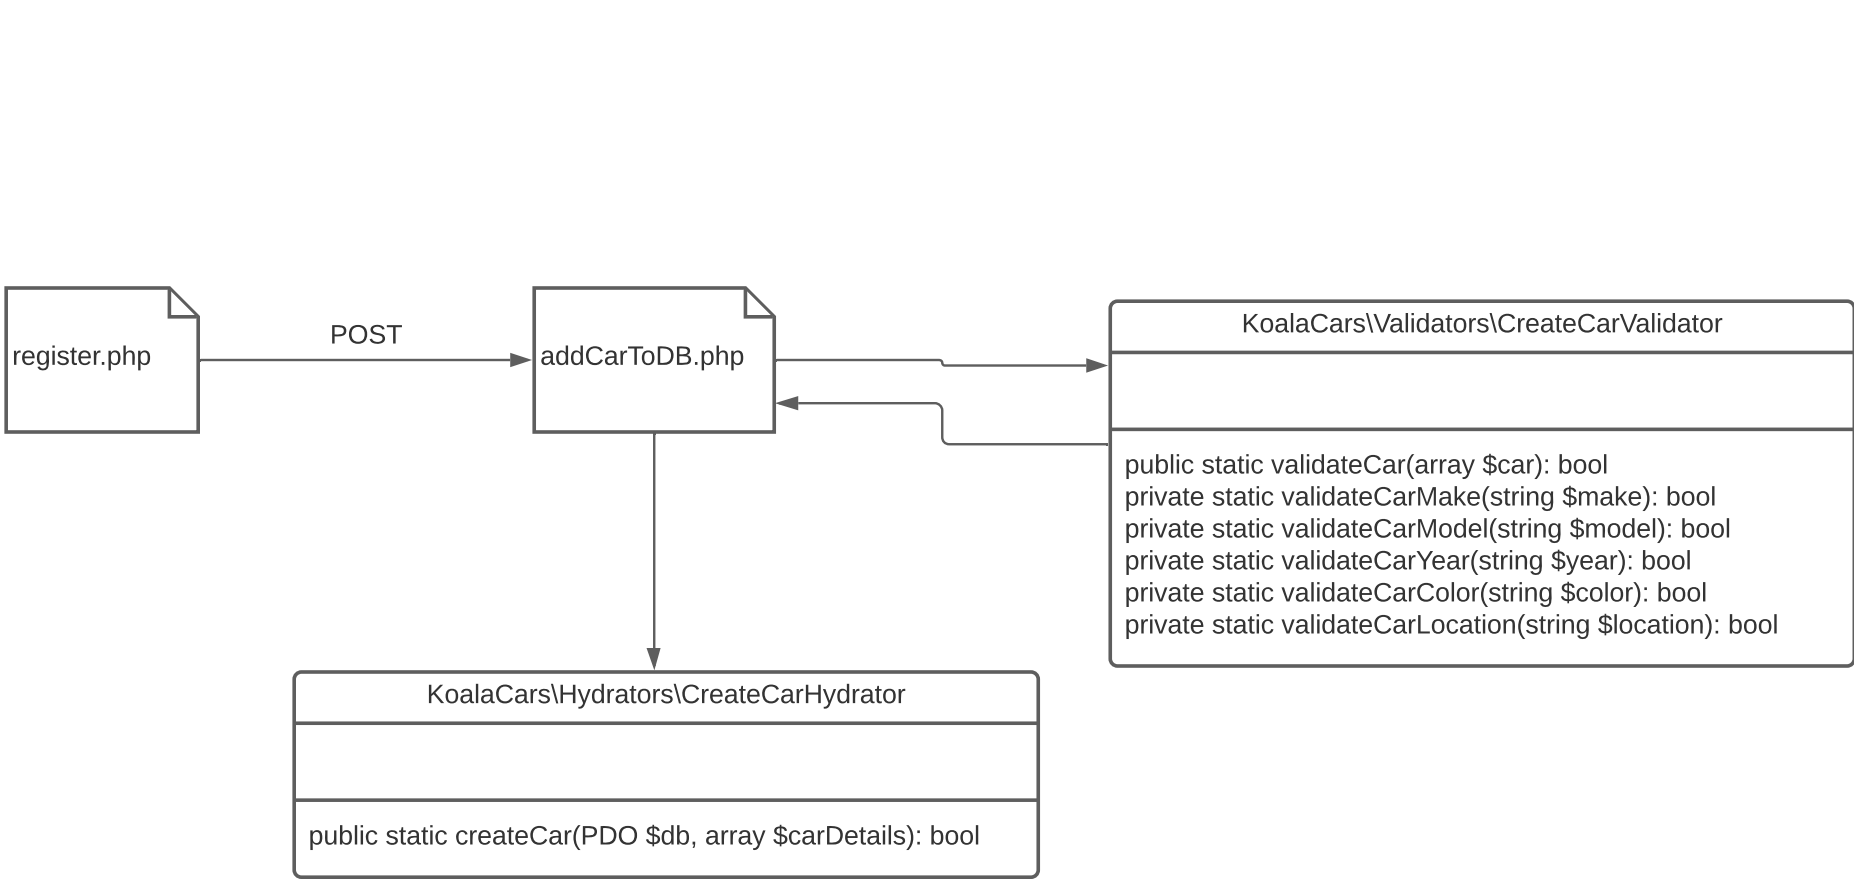 POST
register.php
addCarToDB.php
KoalaCars\Validators\CreateCarValidator
public static validateCar(array $car): bool
private static validateCarMake(string $make): bool
private static validateCarModel(string $model): bool
private static validateCarYear(string $year): bool
private static validateCarColor(string $color): bool
private static validateCarLocation(string $location): bool
KoalaCars\Hydrators\CreateCarHydrator
public static createCar(PDO $db, array $carDetails): bool